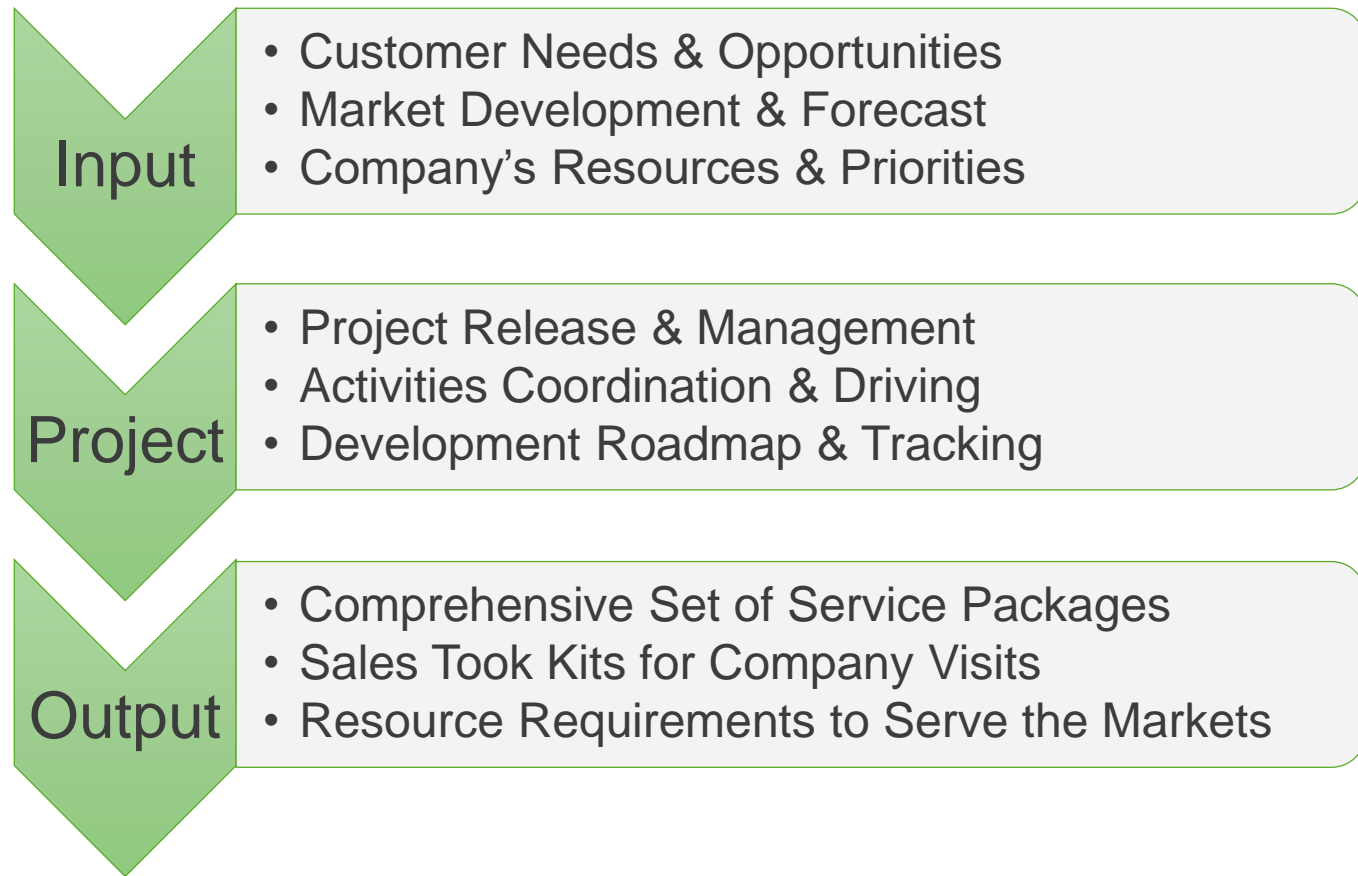 Input
• Customer Needs & Opportunities
• Market Development & Forecast
• Company’s Resources & Priorities
Project
• Project Release & Management
• Activities Coordination & Driving
• Development Roadmap & Tracking
Output
• Comprehensive Set of Service Packages
• Sales Took Kits for Company Visits
• Resource Requirements to Serve the Markets